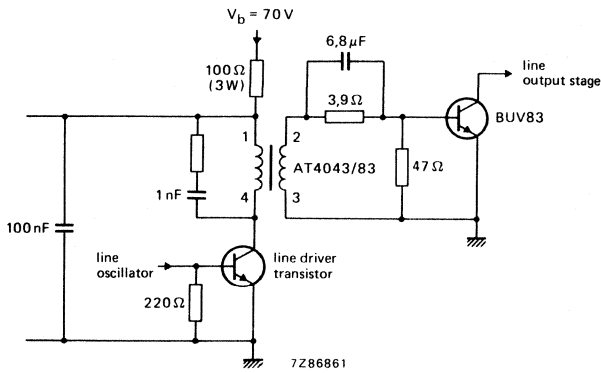 V_b = 70 V
100 Ω
(3W)
6,8 μF
3,9 Ω
line
output stage
BUV83
1
2
AT4043/83
47 Ω
1 nF
4
3
100 nF
line
oscillator
line driver
transistor
220 Ω
7Z86861